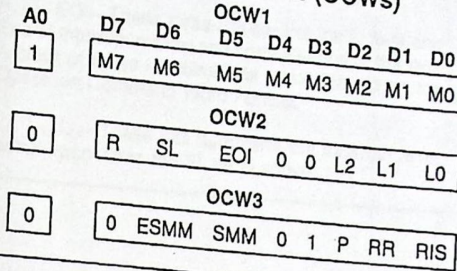 (OCWs)
OCW1
A0 D7 D6 D5 D4 D3 D2 D1 D0
1 M7 M6 M5 M4 M3 M2 M1 M0
OCW2
0 R SL EOI 0 0 L2 L1 L0
OCW3
0 0 ESMM SMM 0 1 P RR RIS